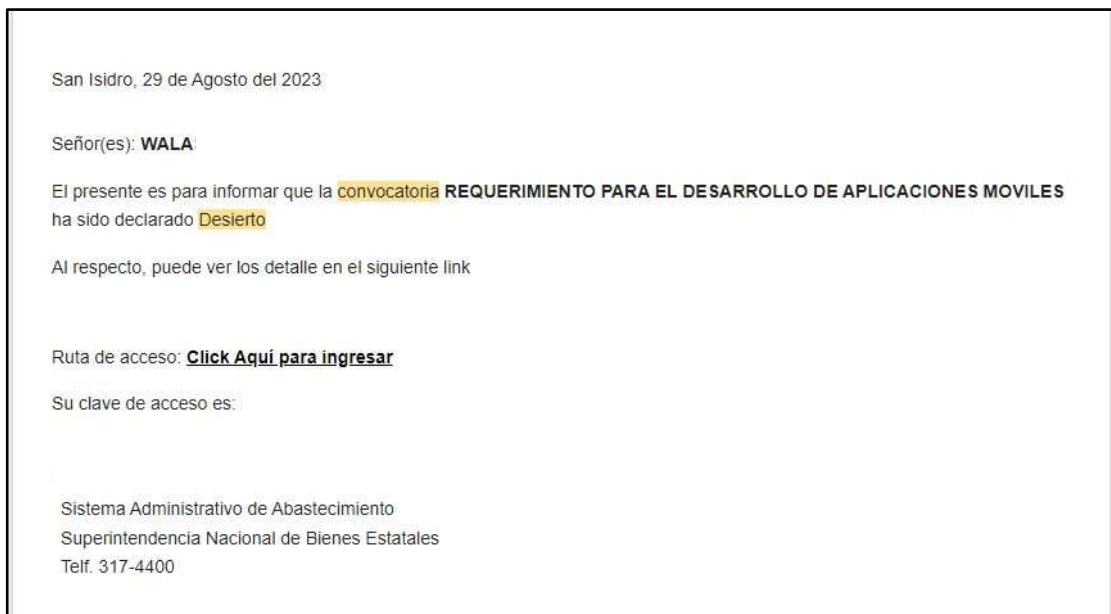 San Isidro, 29 de Agosto del 2023
Señor(es): WALA
El presente es para informar que la convocatoria REQUERIMIENTO PARA EL DESARROLLO DE APLICACIONES MOVILES
ha sido declarado Desierto
Al respecto, puede ver los detalle en el siguiente link
Ruta de acceso: Click Aquí para ingresar
Su clave de acceso es:
Sistema Administrativo de Abastecimiento
Superintendencia Nacional de Bienes Estatales
Telf. 317-4400